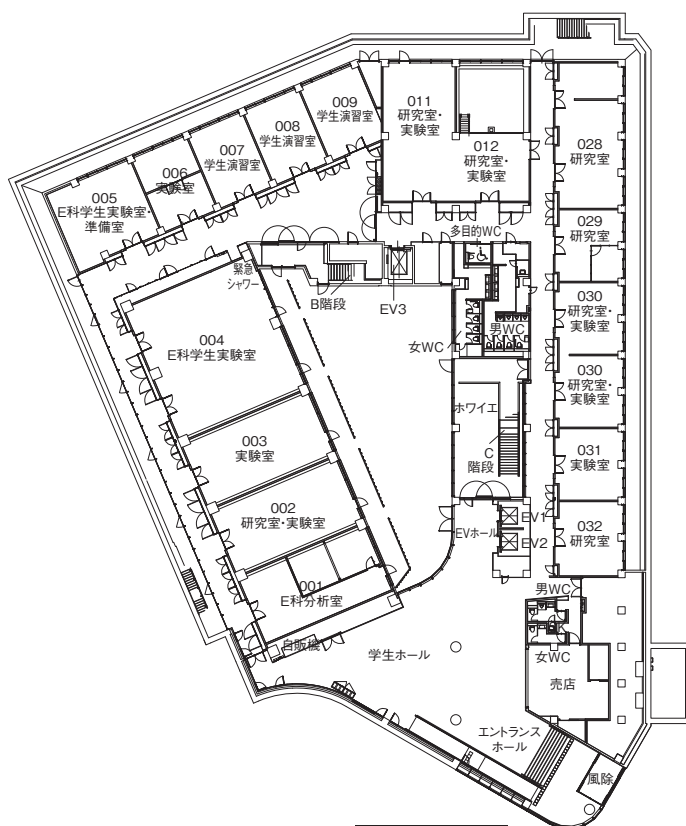 009
学生演習室
008
学生演習室
007
学生演習室
006
実験室
005
E科学生実験室・
準備室
011
研究室・
実験室
012
研究室・
実験室
028
研究室
029
研究室
030
研究室・
実験室
030
研究室・
実験室
031
実験室
032
研究室
多目的WC
緊急
シャワー
B階段
EV3
女WC
男WC
004
E科学生実験室
003
実験室
002
研究室・実験室
001
E科分析室
ホワイエ
C
階段
EVホール
EV1
EV2
男WC
女WC
売店
自販機
学生ホール
エントランス
ホール
風除